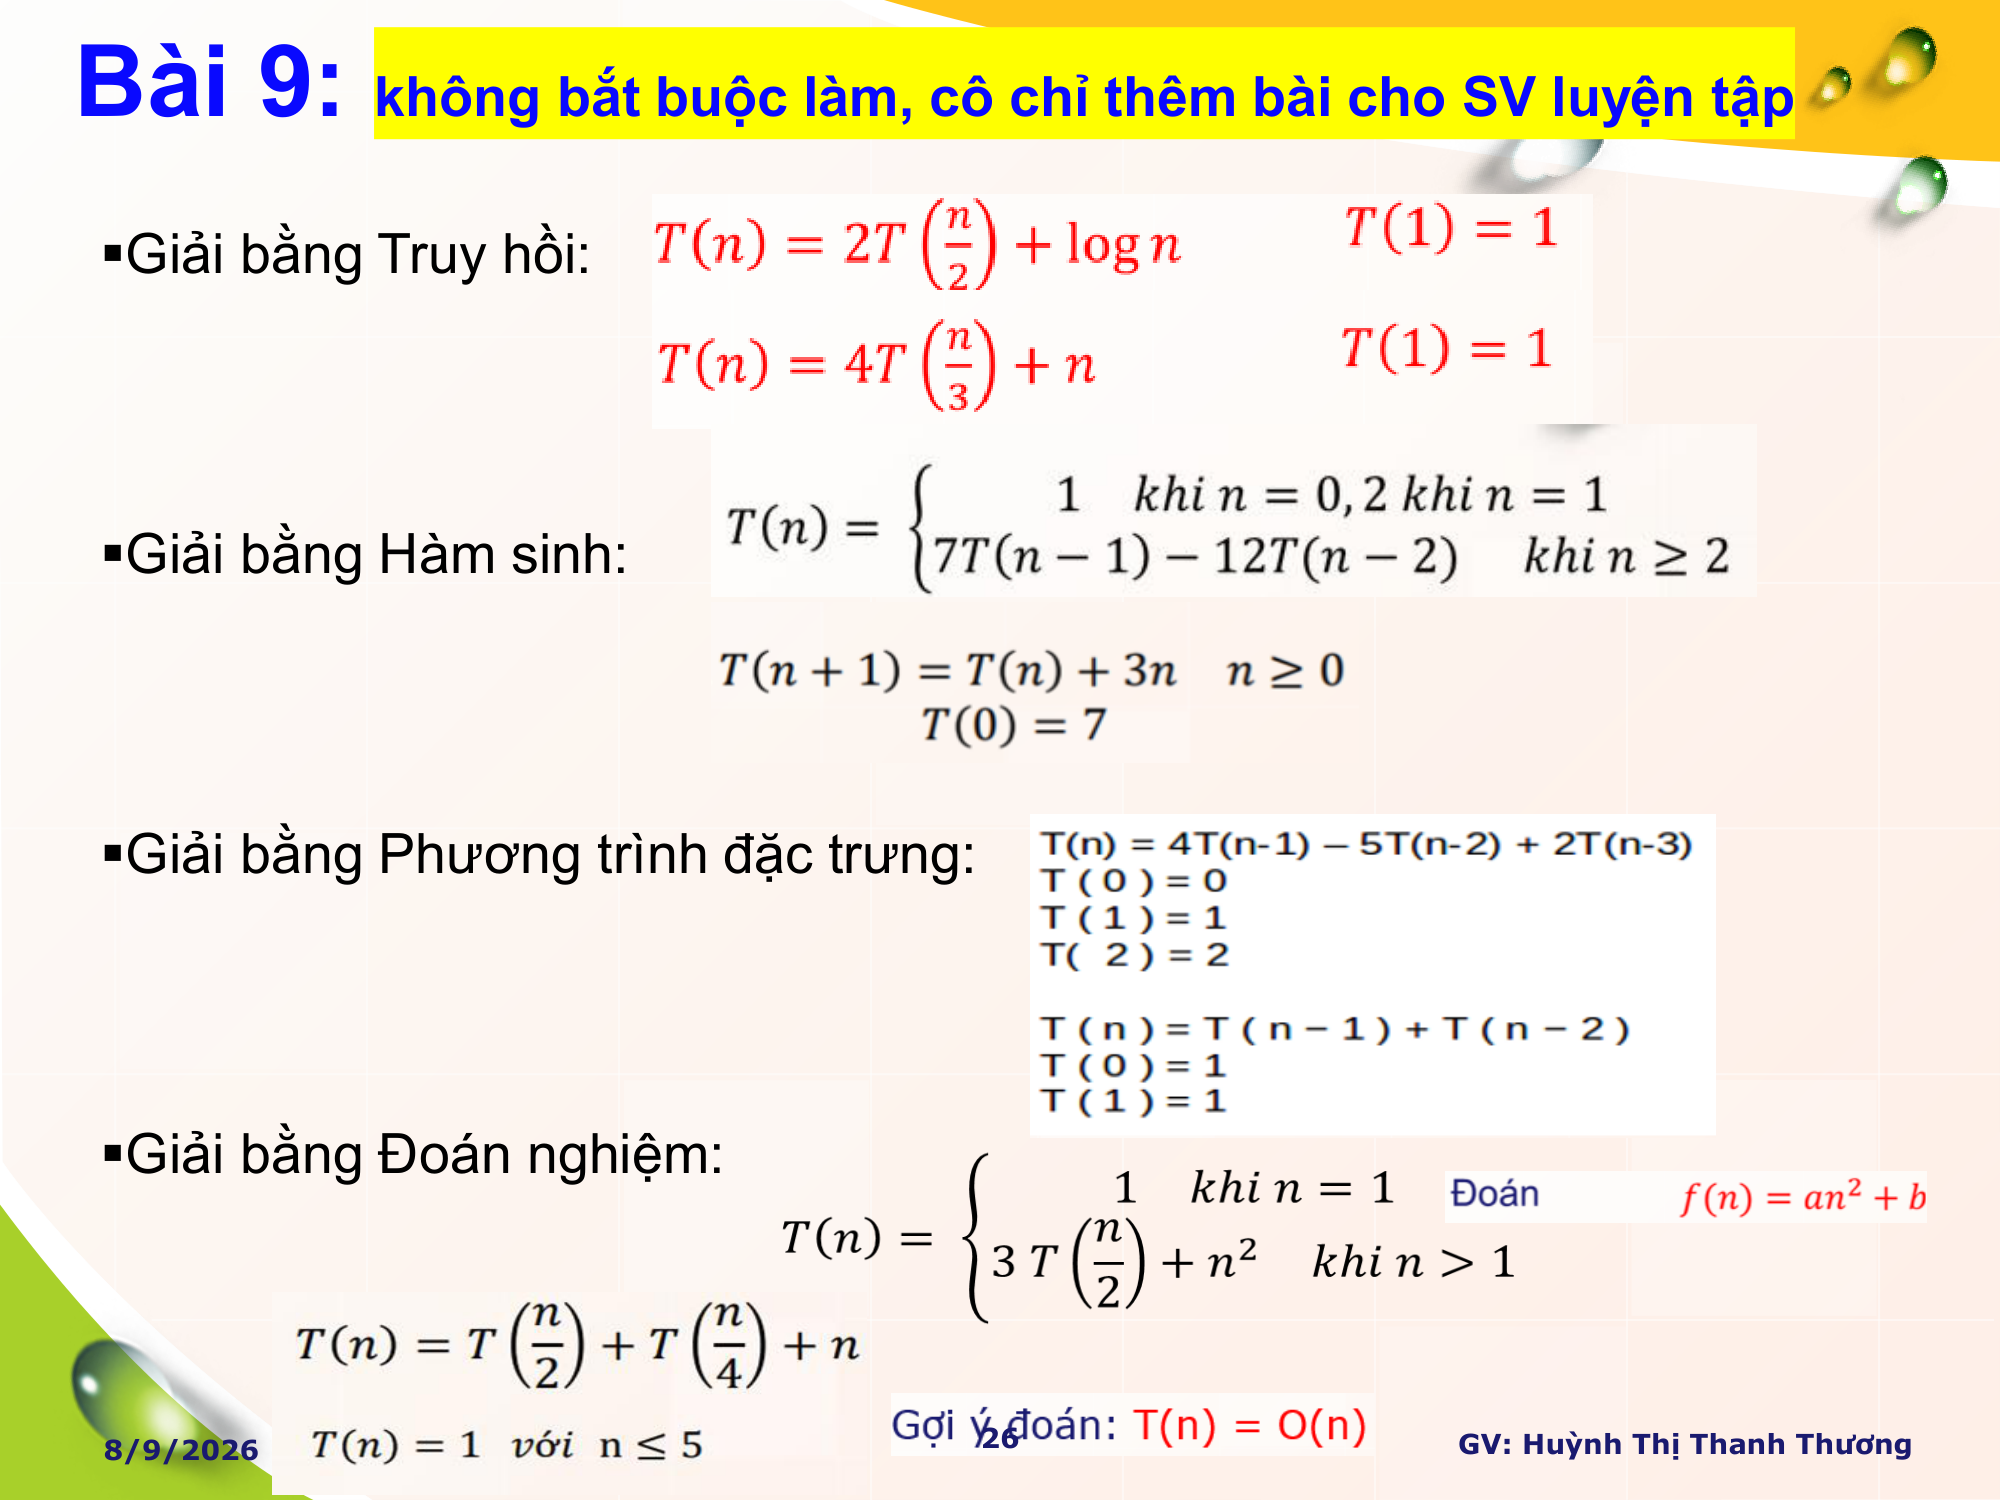 Bài 9: không bắt buộc làm, cô chỉ thêm bài cho SV luyện tập
▪Giải bằng Truy hồi: T(n) = 2T(n/2) + log n T(1) = 1
T(n) = 4T(n/3) + n T(1) = 1
▪Giải bằng Hàm sinh: T(n) = { 1 khi n = 0, 2 khi n = 1
7T(n − 1) − 12T(n − 2) khi n ≥ 2
T(n + 1) = T(n) + 3n n ≥ 0
T(0) = 7
▪Giải bằng Phương trình đặc trưng: T(n) = 4T(n-1) – 5T(n-2) + 2T(n-3)
T ( 0 ) = 0
T ( 1 ) = 1
T( 2 ) = 2
T ( n ) = T ( n – 1 ) + T ( n – 2 )
T ( 0 ) = 1
T ( 1 ) = 1
▪Giải bằng Đoán nghiệm:
T(n) = { 1 khi n = 1
3 T(n/2) + n² khi n > 1
Đoán f(n) = an² + b
T(n) = T(n/2) + T(n/4) + n
T(n) = 1 với n ≤ 5
Gợi ý đoán: T(n) = O(n)
8/9/2026 26 GV: Huỳnh Thị Thanh Thương